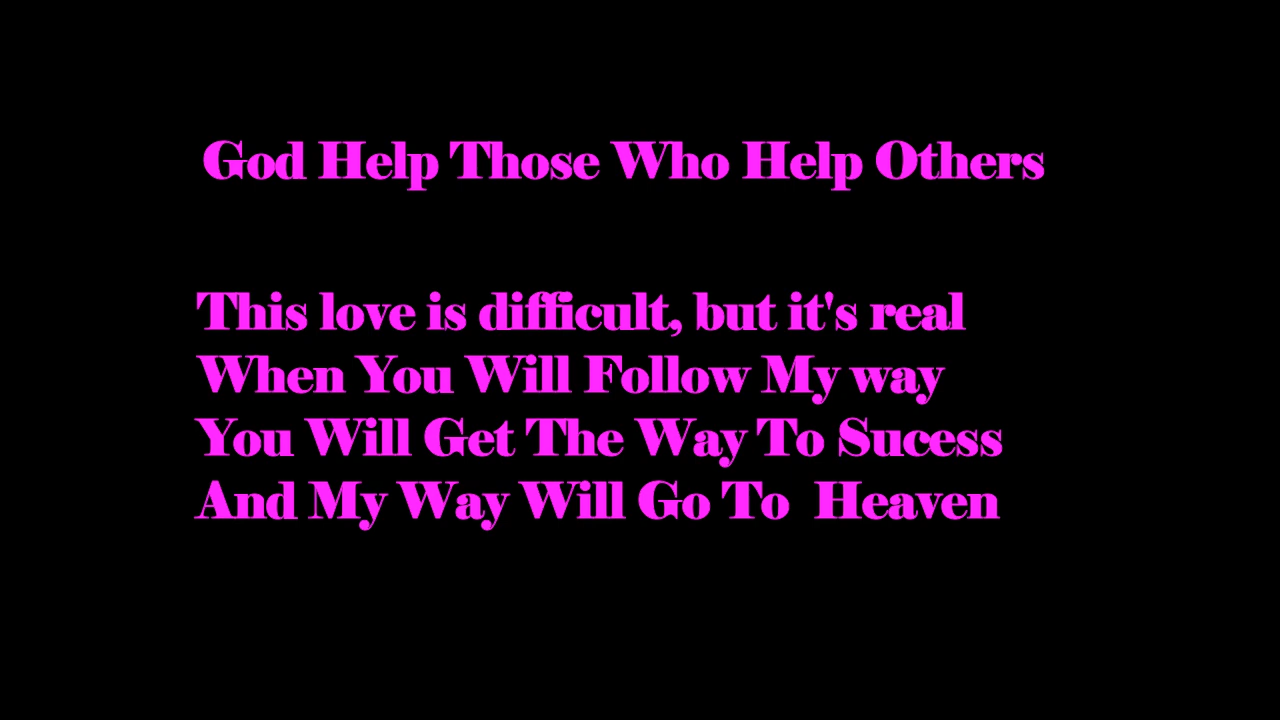 God Help Those Who Help Others
This love is difficult, but it's real
When You Will Follow My way
You Will Get The Way To Sucess
And My Way Will Go To  Heaven